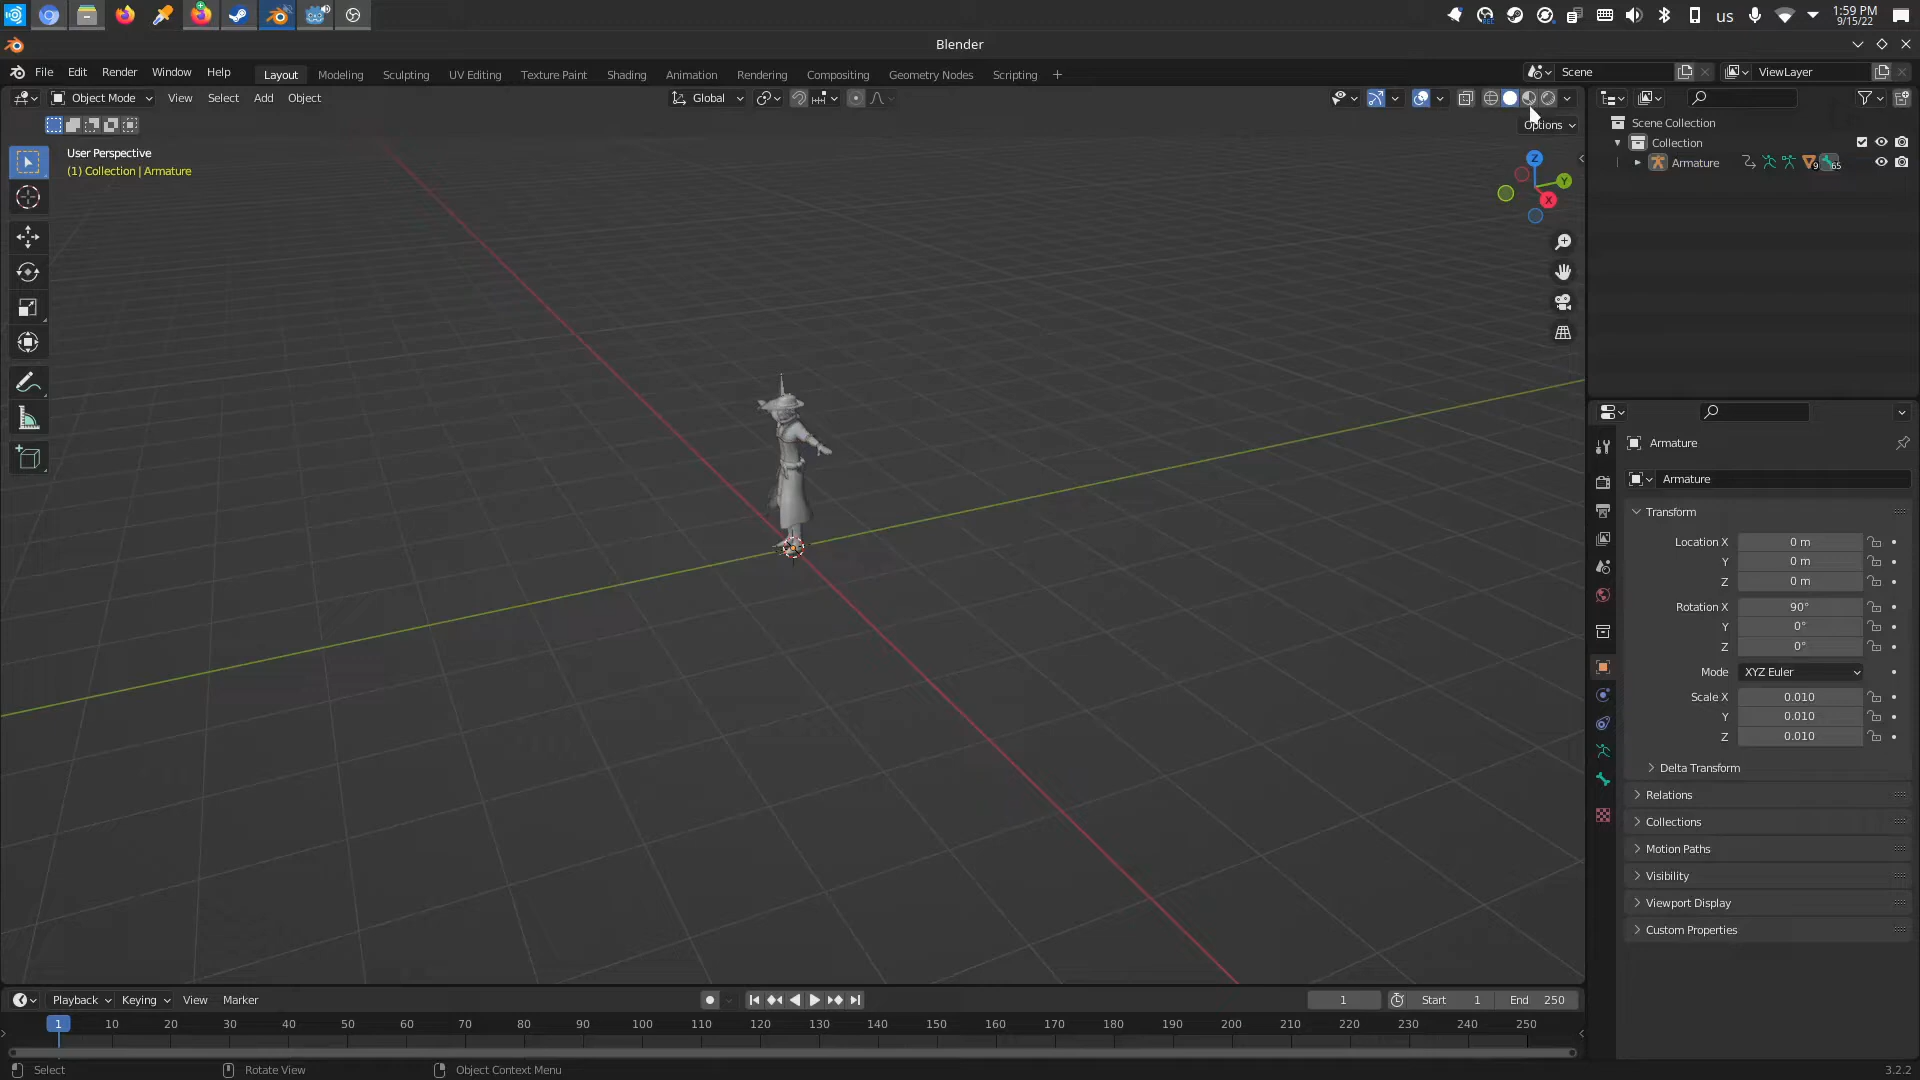 us
1:59 PM
9/15/22
Blender
File Edit Render Window Help
Layout Modeling Sculpting UV Editing Texture Paint Shading Animation Rendering Compositing Geometry Nodes Scripting +
Scene
ViewLayer
Object Mode View Select Add Object
Global
Options
User Perspective
(1) Collection | Armature
Z
Y
X
Scene Collection
Collection
Armature
9
65
Armature
Armature
Transform
Location X 0 m
Y 0 m
Z 0 m
Rotation X 90°
Y 0°
Z 0°
Mode XYZ Euler
Scale X 0.010
Y 0.010
Z 0.010
Delta Transform
Relations
Collections
Motion Paths
Visibility
Viewport Display
Custom Properties
Playback Keying View Marker
1 Start 1 End 250
1 10 20 30 40 50 60 70 80 90 100 110 120 130 140 150 160 170 180 190 200 210 220 230 240 250
Select Rotate View Object Context Menu
3.2.2